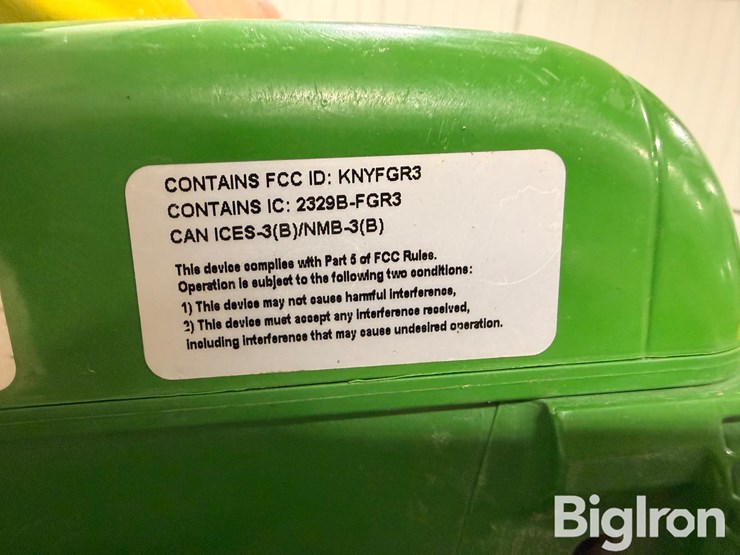 CONTAINS FCC ID: KNYFGR3
CONTAINS IC: 2329B-FGR3
CAN ICES-3(B)/NMB-3(B)
This device complies with Part 5 of FCC Rules.
Operation is subject to the following two conditions:
1) This device may not cause harmful interference,
2) This device must accept any interference received,
including interference that may cause undesired operation.
BigIron